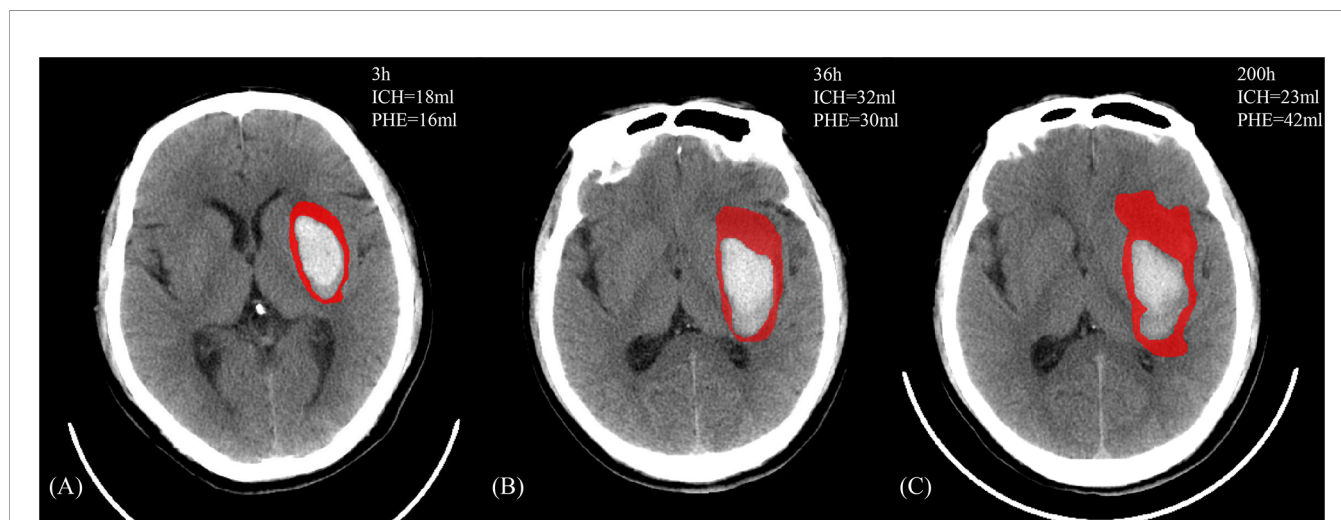 3h
ICH=18ml
PHE=16ml
(A)
36h
ICH=32ml
PHE=30ml
(B)
200h
ICH=23ml
PHE=42ml
(C)